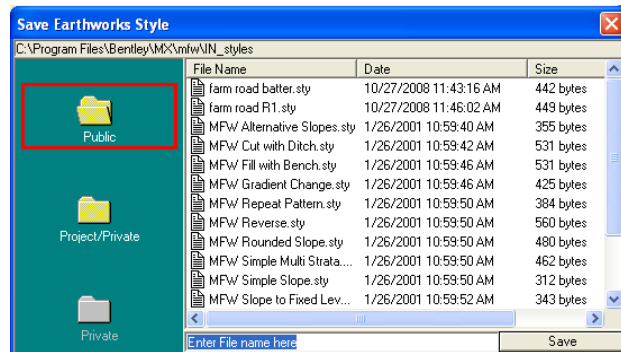 Save Earthworks Style
C:\Program Files\Bentley\MX\mfw\IN_styles
File Name Date Size
farm road batter.sty 10/27/2008 11:43:16 AM 442 bytes
farm road R1.sty 10/27/2008 11:46:02 AM 449 bytes
MFW Alternative Slopes.sty 1/26/2001 10:59:40 AM 355 bytes
MFW Cut with Ditch.sty 1/26/2001 10:59:42 AM 531 bytes
MFW Fill with Bench.sty 1/26/2001 10:59:46 AM 546 bytes
MFW Gradient Change.sty 1/26/2001 10:59:46 AM 425 bytes
MFW Repeat Pattern.sty 1/26/2001 10:59:50 AM 384 bytes
MFW Reverse.sty 1/26/2001 10:59:50 AM 560 bytes
MFW Rounded Slope.sty 1/26/2001 10:59:50 AM 480 bytes
MFW Simple Multi Strata.... 1/26/2001 10:59:50 AM 462 bytes
MFW Simple Slope.sty 1/26/2001 10:59:50 AM 312 bytes
MFW Slope to Fixed Lev... 1/26/2001 10:59:52 AM 343 bytes
Public
Project/Private
Private
Enter File name here Save